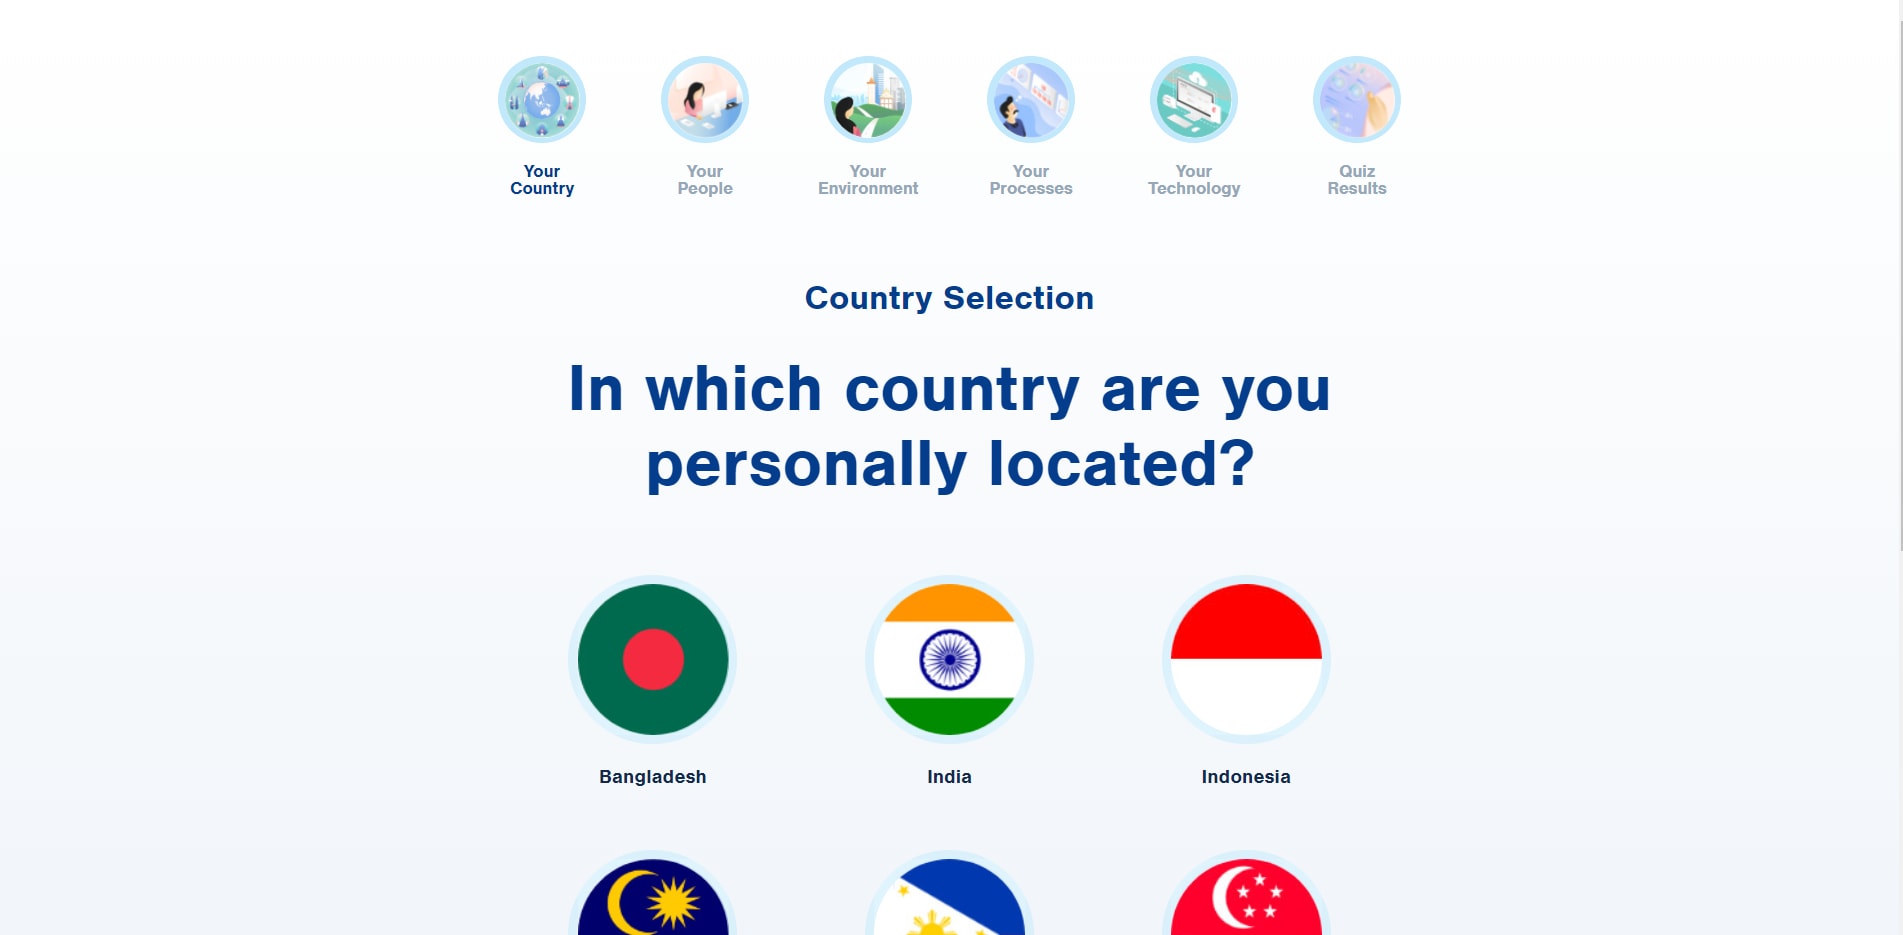 Your
Country
Your
People
Your
Environment
Your
Processes
Your
Technology
Quiz
Results
Country Selection
In which country are you
personally located?
Bangladesh
India
Indonesia